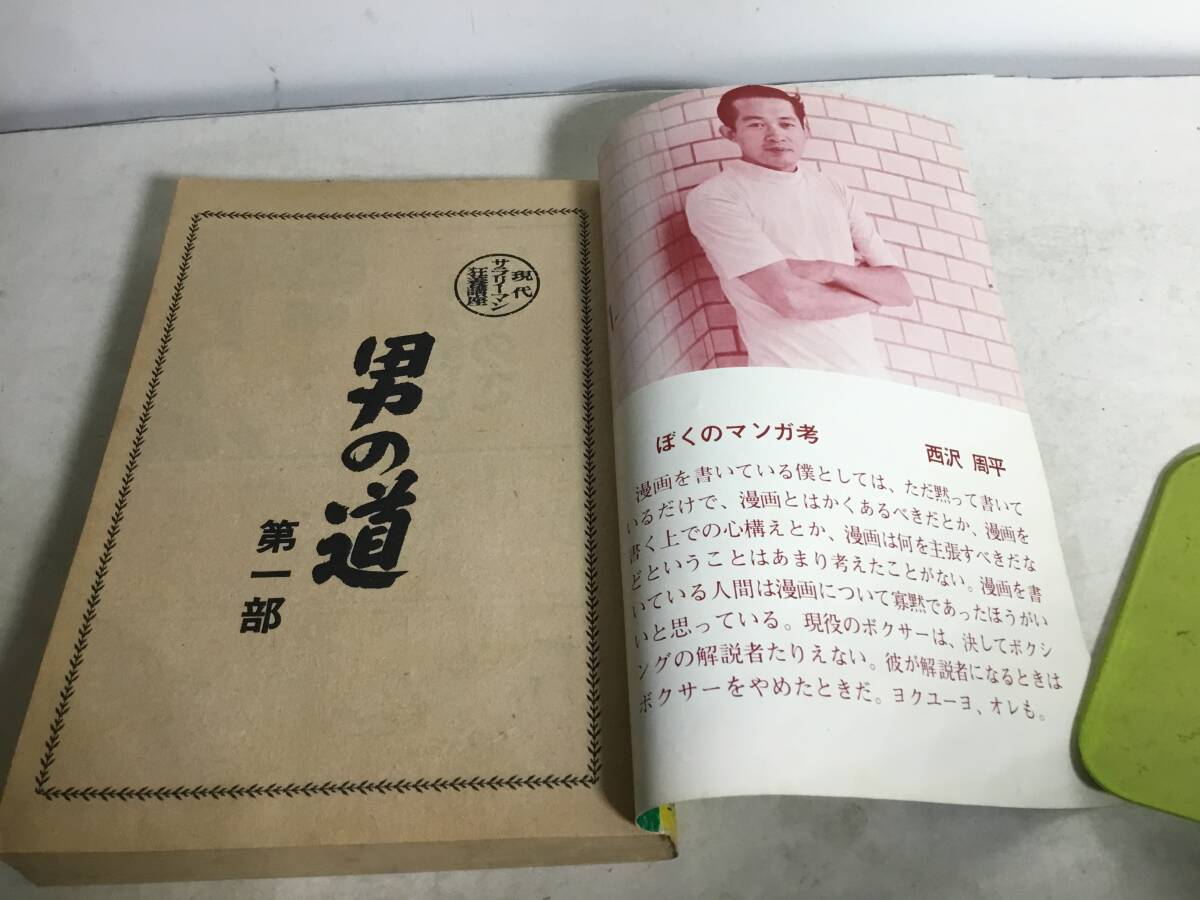 現代
サラリーマン
狂養講座
男の道
第一部
ぼくのマンガ考
西沢 周平
漫画を書いている僕としては、ただ黙って書いて
いるだけで、漫画とはかくあるべきだとか、漫画を
書く上での心構えとか、漫画は何を主張すべきだな
どということはあまり考えたことがない。漫画を書
いている人間は漫画について寡黙であったほうがい
いと思っている。現役のボクサーは、決してボクシ
ングの解説者たりえない。彼が解説者になるときは
ボクサーをやめたときだ。ヨクユーヨ、オレも。